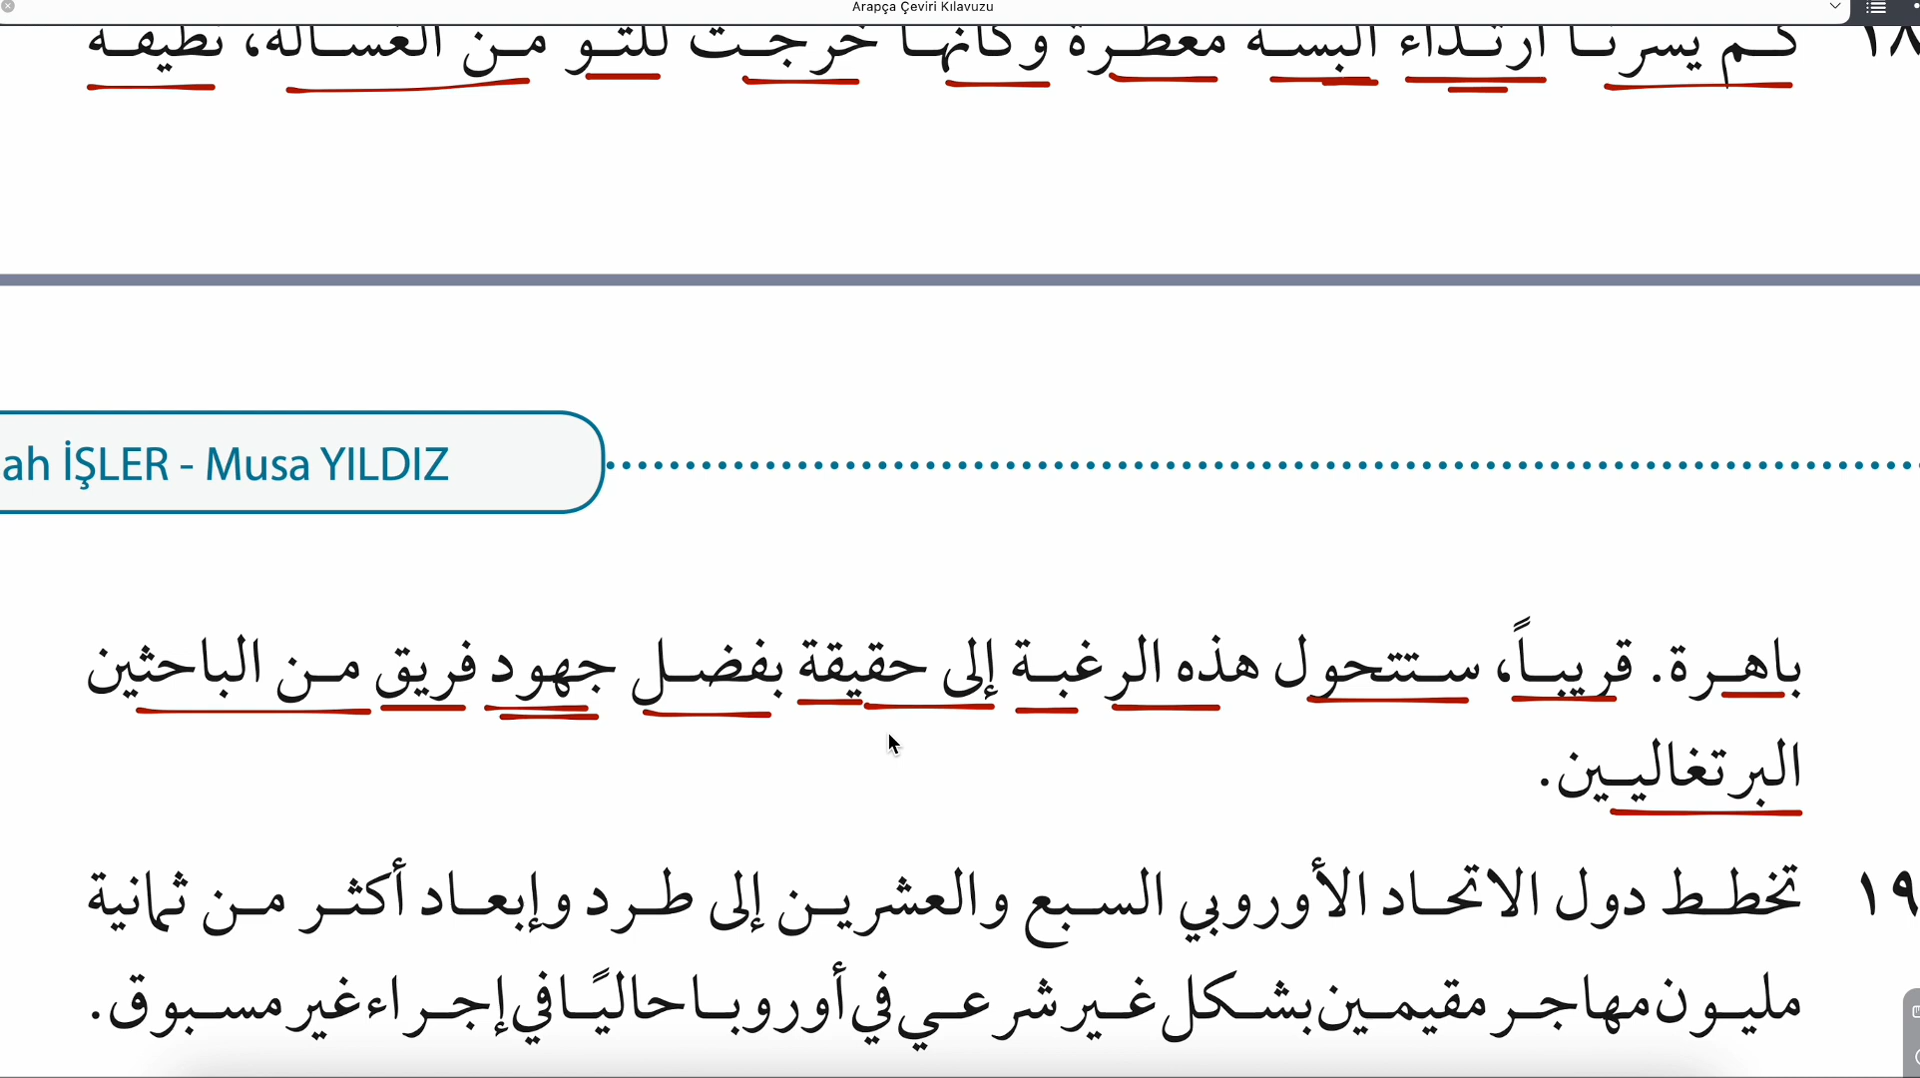 Arapça Çeviri Kılavuzu
١٨ كم يسرنا ارتداء ألبسة معطرة وكأنها خرجت للتو من الغسالة، نظيفة
ah İŞLER - Musa YILDIZ
باهرة. قريباً، ستتحول هذه الرغبة إلى حقيقة بفضل جهود فريق من الباحثين
البرتغاليين.
١٩ تخطط دول الاتحاد الأوروبي السبع والعشرين إلى طرد وإبعاد أكثر من ثمانية
مليون مهاجر مقيمين بشكل غير شرعي في أوروبا حاليًا في إجراء غير مسبوق.